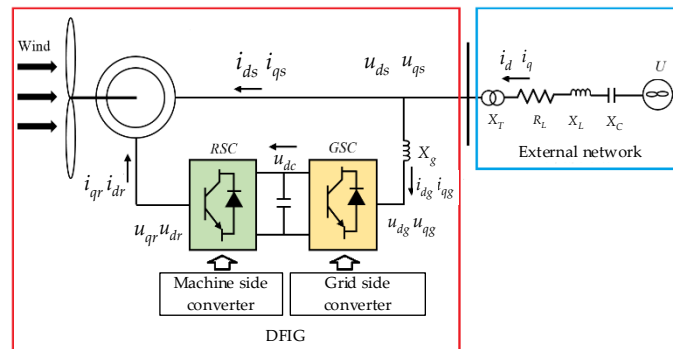 Wind
i_ds i_qs
u_ds u_qs
i_d i_q
U
X_T
R_L
X_L
X_C
External network
RSC
u_dc
GSC
X_g
i_dg i_qg
i_qr i_dr
u_qr u_dr
u_dg u_qg
Machine side
converter
Grid side
converter
DFIG